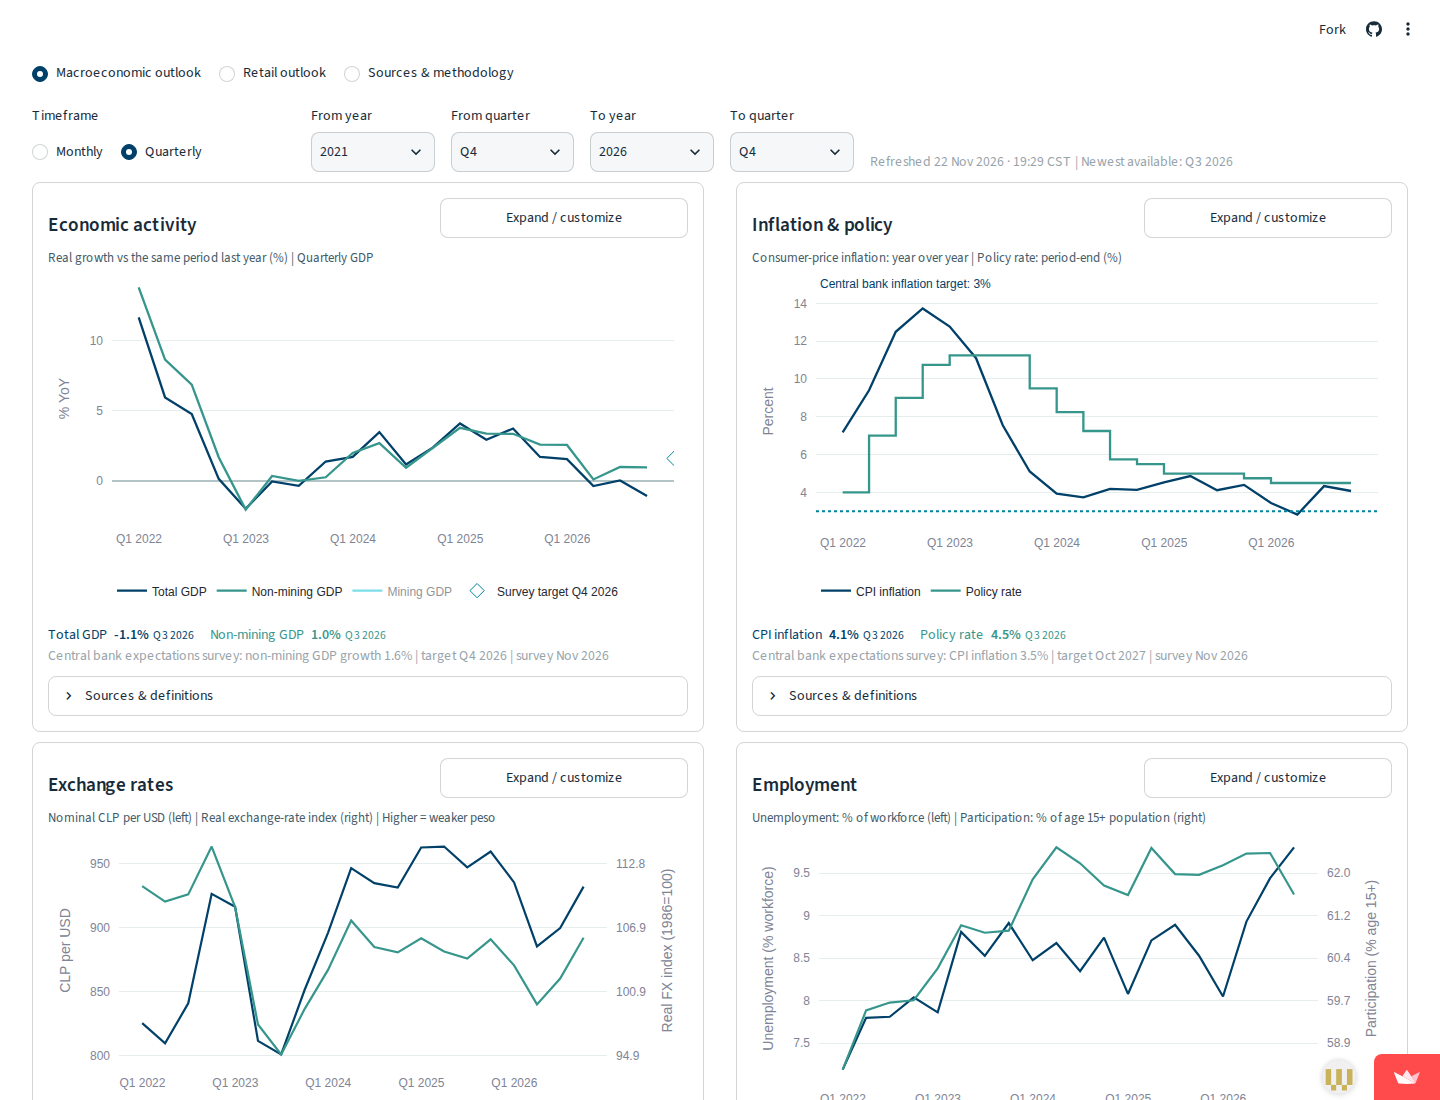 Fork
Macroeconomic outlook Retail outlook Sources & methodology
Timeframe From year From quarter To year To quarter
Monthly Quarterly 2021 Q4 2026 Q4 Refreshed 22 Nov 2026 · 19:29 CST | Newest available: Q3 2026
Economic activity Expand / customize
Real growth vs the same period last year (%) | Quarterly GDP
% YoY
10
5
0
Q1 2022 Q1 2023 Q1 2024 Q1 2025 Q1 2026
Total GDP Non-mining GDP Mining GDP Survey target Q4 2026
Total GDP -1.1% Q3 2026 Non-mining GDP 1.0% Q3 2026
Central bank expectations survey: non-mining GDP growth 1.6% | target Q4 2026 | survey Nov 2026
Sources & definitions
Inflation & policy Expand / customize
Consumer-price inflation: year over year | Policy rate: period-end (%)
Central bank inflation target: 3%
Percent
14
12
10
8
6
4
Q1 2022 Q1 2023 Q1 2024 Q1 2025 Q1 2026
CPI inflation Policy rate
CPI inflation 4.1% Q3 2026 Policy rate 4.5% Q3 2026
Central bank expectations survey: CPI inflation 3.5% | target Oct 2027 | survey Nov 2026
Sources & definitions
Exchange rates Expand / customize
Nominal CLP per USD (left) | Real exchange-rate index (right) | Higher = weaker peso
CLP per USD
950 112.8
900 106.9
850 100.9
800 94.9
Real FX index (1986=100)
Q1 2022 Q1 2023 Q1 2024 Q1 2025 Q1 2026
Employment Expand / customize
Unemployment: % of workforce (left) | Participation: % of age 15+ population (right)
Unemployment (% workforce)
9.5 62.0
9 61.2
8.5 60.4
8 59.7
7.5 58.9
Participation (% age 15+)
Q1 2022 Q1 2023 Q1 2024 Q1 2025 Q1 2026